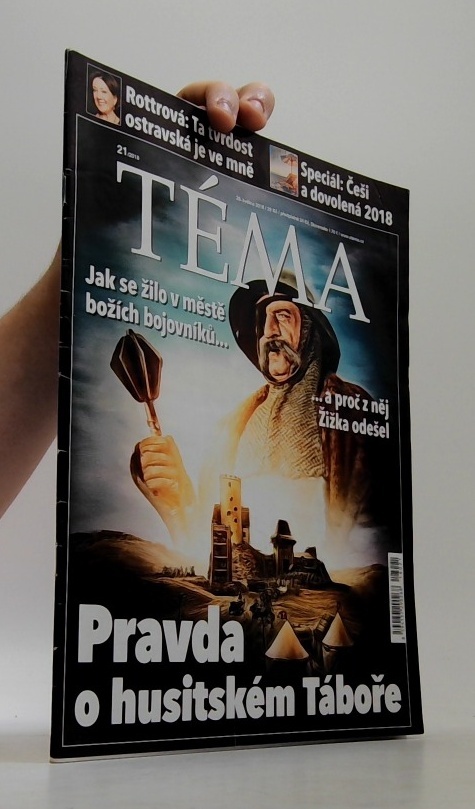 Rottrová: Ta tvrdost
ostravská je ve mně
Speciál: Češi
a dovolená 2018
21/2018
TÉMA
Jak se žilo v městě
božích bojovníků...
... a proč z něj
Žižka odešel
Pravda
o husitském Táboře